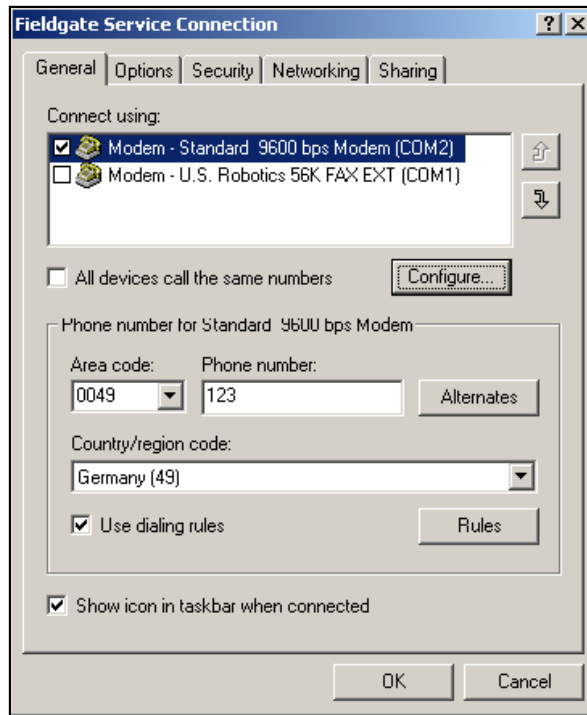 Fieldgate Service Connection
General Options Security Networking Sharing
Connect using:
Modem - Standard 9600 bps Modem (COM2)
Modem - U.S. Robotics 56K FAX EXT (COM1)
All devices call the same numbers
Configure...
Phone number for Standard 9600 bps Modem
Area code: Phone number:
0049 123 Alternates
Country/region code:
Germany (49)
Use dialing rules Rules
Show icon in taskbar when connected
OK Cancel